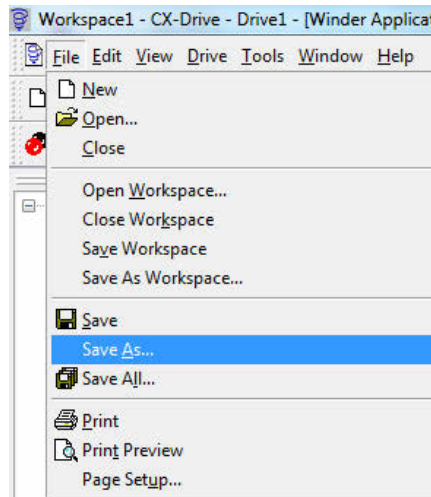 Workspace1 - CX-Drive - Drive1 - [Winder Applicat
File Edit View Drive Tools Window Help
New
Open...
Close
Open Workspace...
Close Workspace
Save Workspace
Save As Workspace...
Save
Save As...
Save All...
Print
Print Preview
Page Setup...